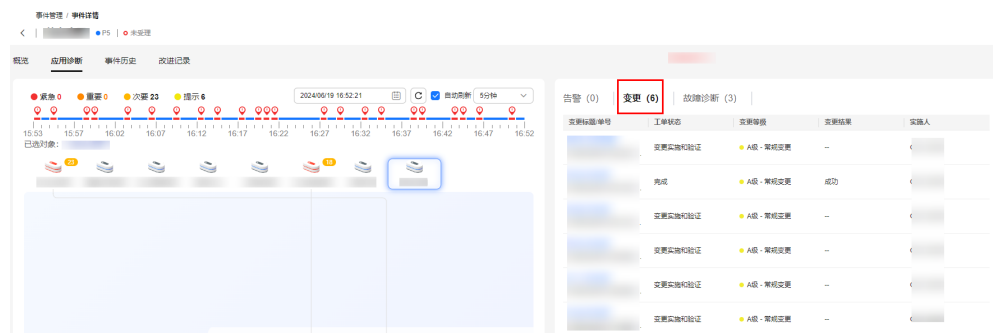 事件管理 / 事件详情
P5 未受理
概览 应用诊断 事件历史 改进记录
紧急 0 重要 0 次要 23 提示 6 2024/06/19 16:52:21 自动刷新 5分钟
15:53 15:57 16:02 16:07 16:12 16:17 16:22 16:27 16:32 16:37 16:42 16:47 16:52
已选对象：
告警（0） 变更（6） 故障诊断（3）
变更标题/单号 工单状态 变更等级 变更结果 实施人
变更实施和验证 A级 - 常规变更 --
完成 A级 - 常规变更 成功
变更实施和验证 A级 - 常规变更 --
变更实施和验证 A级 - 常规变更 --
变更实施和验证 A级 - 常规变更 --
变更实施和验证 A级 - 常规变更 --